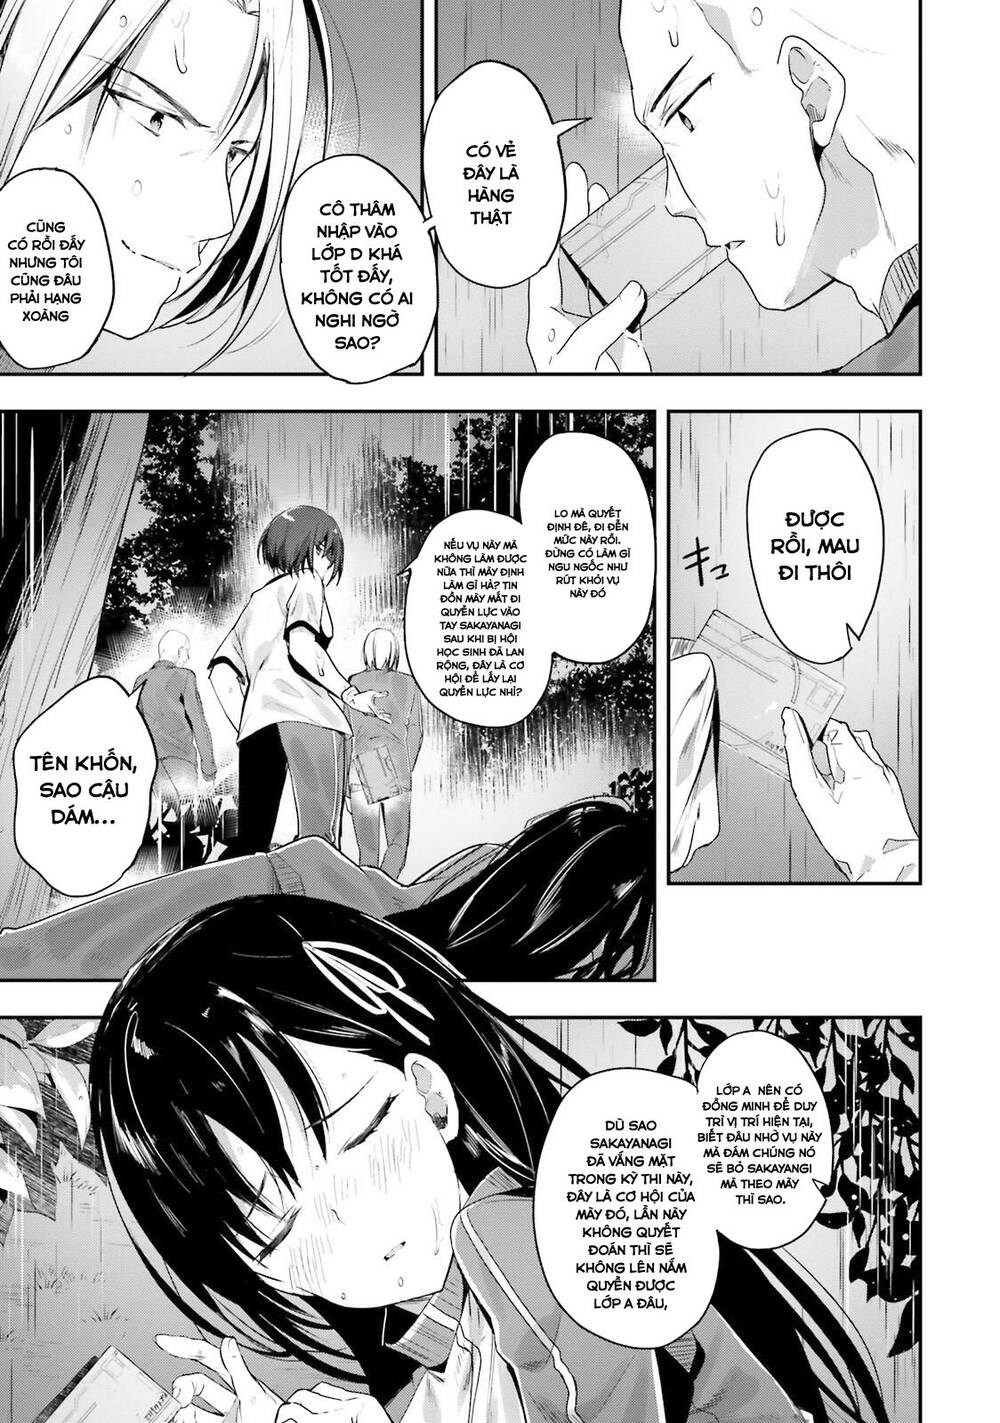 CÓ VẺ
ĐÂY LÀ
HÀNG
THẬT
CÔ THÂM
NHẬP VÀO
LỚP D KHÁ
TỐT ĐẤY,
KHÔNG CÓ AI
NGHI NGỜ
SAO?
CŨNG
CÓ RỒI ĐẤY
NHƯNG TÔI
CŨNG ĐÂU
PHẢI HẠNG
XOÀNG
ĐƯỢC
RỒI, MAU
ĐI THÔI
キュ
LO MÀ QUYẾT
ĐỊNH ĐÊ, ĐI ĐẾN
MỨC NÀY RỒI.
ĐỪNG CÓ LÀM GÌ
NGU NGỐC NHƯ
RÚT KHỎI VỤ
NÀY ĐÓ
NẾU VỤ NÀY MÀ
KHÔNG LÀM ĐƯỢC
NỮA THÌ MÀY ĐỊNH
LÀM GÌ HẢ? TIN
ĐỒN MÀY MẤT ĐI
QUYỀN LỰC VÀO
TAY SAKAYANAGI
SAU KHI BỊ HỘI
HỌC SINH ĐÃ LAN
RỘNG, ĐÂY LÀ CƠ
HỘI ĐỂ LẤY LẠI
QUYỀN LỰC NHỈ?
TÊN KHỐN,
SAO CẬU
DÁM...
LỚP A NÊN CÓ
ĐỒNG MINH ĐỂ DUY
TRÌ VỊ TRÍ HIỆN TẠI,
BIẾT ĐÂU NHỜ VỤ NÀY
MÀ ĐÁM CHÚNG NÓ
SẼ BỎ SAKAYANGI
MÀ THEO MÀY
THÌ SAO.
DÙ SAO
SAKAYANAGI
ĐÃ VẮNG MẶT
TRONG KỲ THI NÀY,
ĐÂY LÀ CƠ HỘI CỦA
MÀY ĐÓ, LẦN NÀY
KHÔNG QUYẾT
ĐOÁN THÌ SẼ
KHÔNG LÊN NẮM
QUYỀN ĐƯỢC
LỚP A ĐÂU,